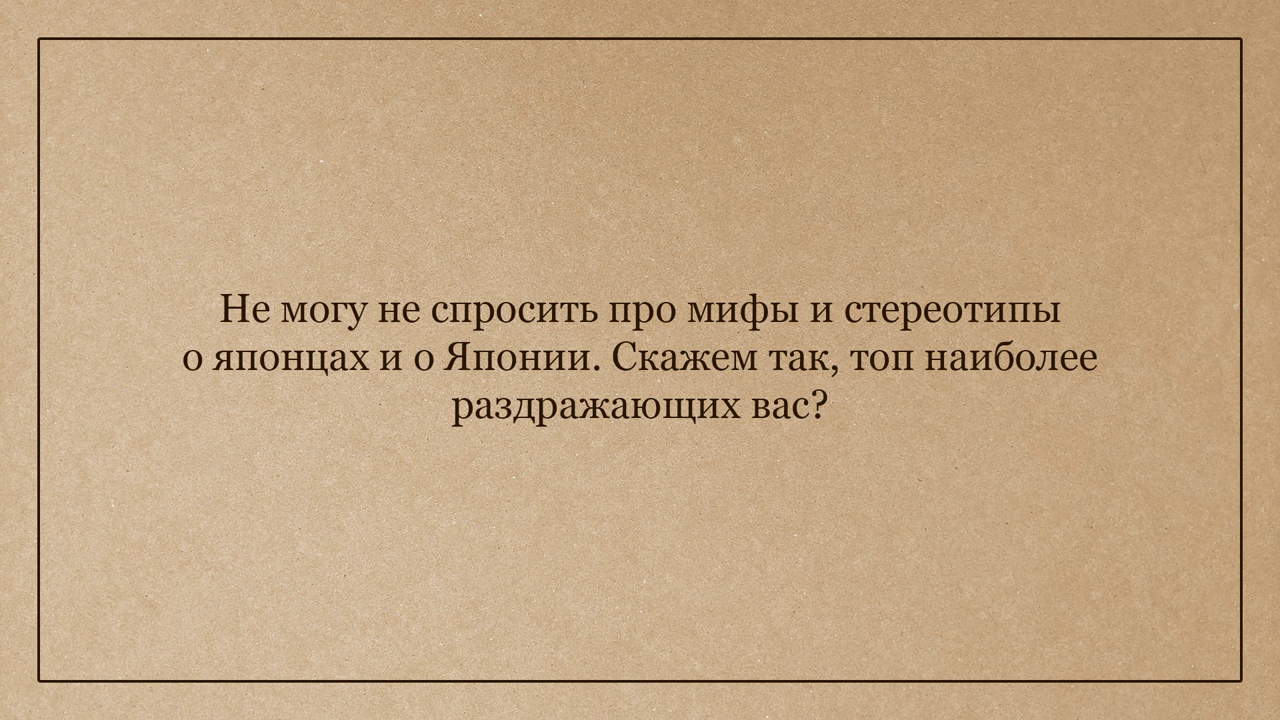 Не могу не спросить про мифы и стереотипы
о японцах и о Японии. Скажем так, топ наиболее
раздражающих вас?